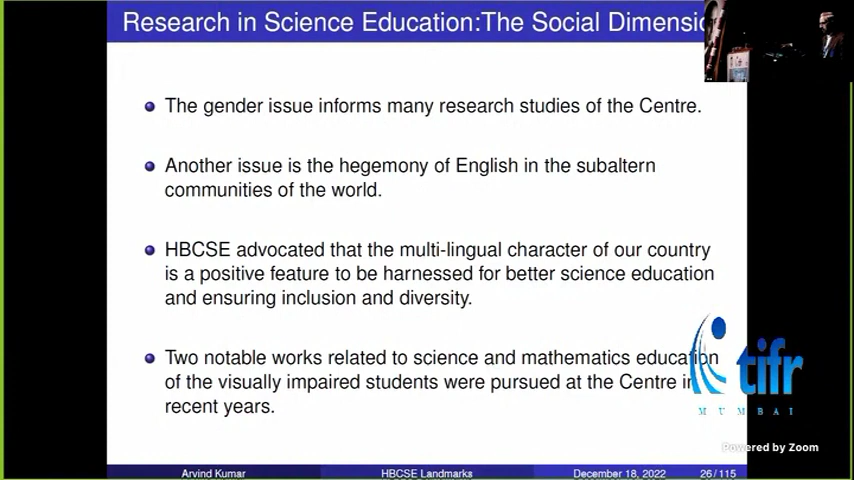 Research in Science Education:The Social Dimensio
The gender issue informs many research studies of the Centre.
Another issue is the hegemony of English in the subaltern
communities of the world.
HBCSE advocated that the multi-lingual character of our country
is a positive feature to be harnessed for better science education
and ensuring inclusion and diversity.
Two notable works related to science and mathematics education
of the visually impaired students were pursued at the Centre in
recent years.
tifr
MUMBAI
Powered by Zoom
Arvind Kumar HBCSE Landmarks December 18, 2022 26/115